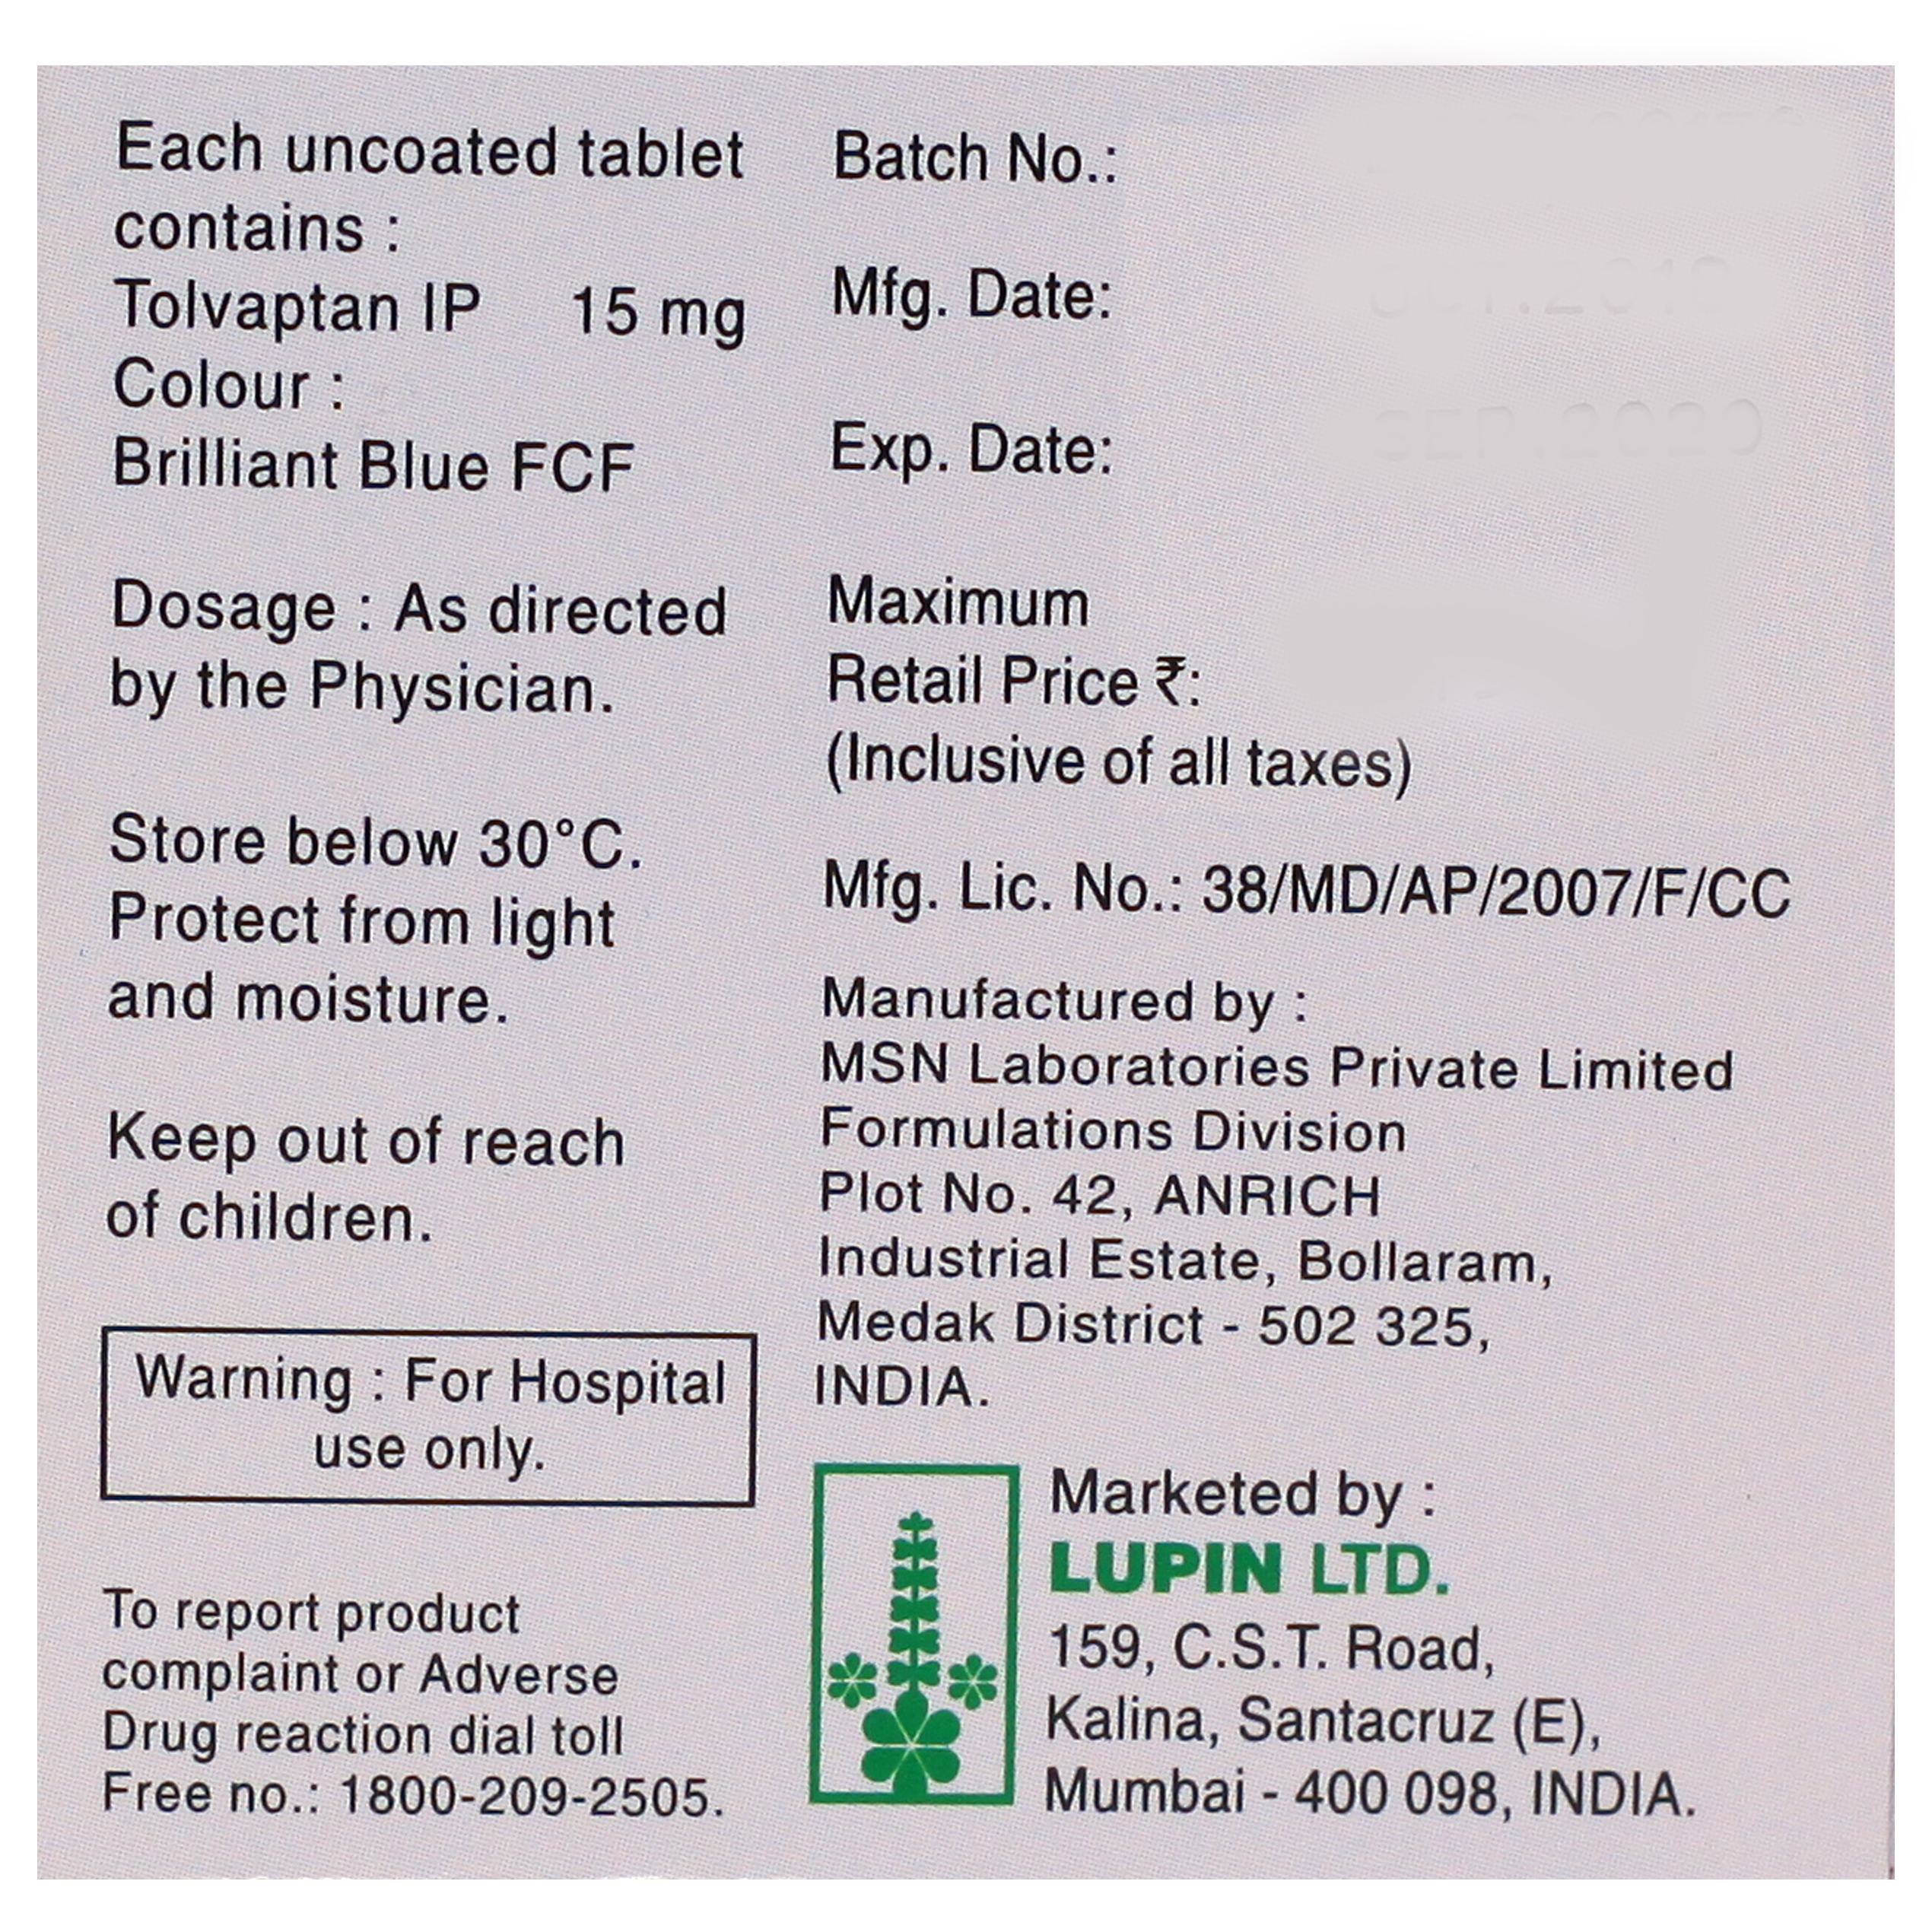 Each uncoated tablet
contains :
Tolvaptan IP 15 mg
Colour :
Brilliant Blue FCF
Dosage : As directed
by the Physician.
Store below 30°C.
Protect from light
and moisture.
Keep out of reach
of children.
Warning : For Hospital
use only.
To report product
complaint or Adverse
Drug reaction dial toll
Free no.: 1800-209-2505.
Batch No.:
Mfg. Date:
Exp. Date:
Maximum
Retail Price ₹:
(Inclusive of all taxes)
Mfg. Lic. No.: 38/MD/AP/2007/F/CC
Manufactured by :
MSN Laboratories Private Limited
Formulations Division
Plot No. 42, ANRICH
Industrial Estate, Bollaram,
Medak District - 502 325,
INDIA.
Marketed by :
LUPIN LTD.
159, C.S.T. Road,
Kalina, Santacruz (E),
Mumbai - 400 098, INDIA.